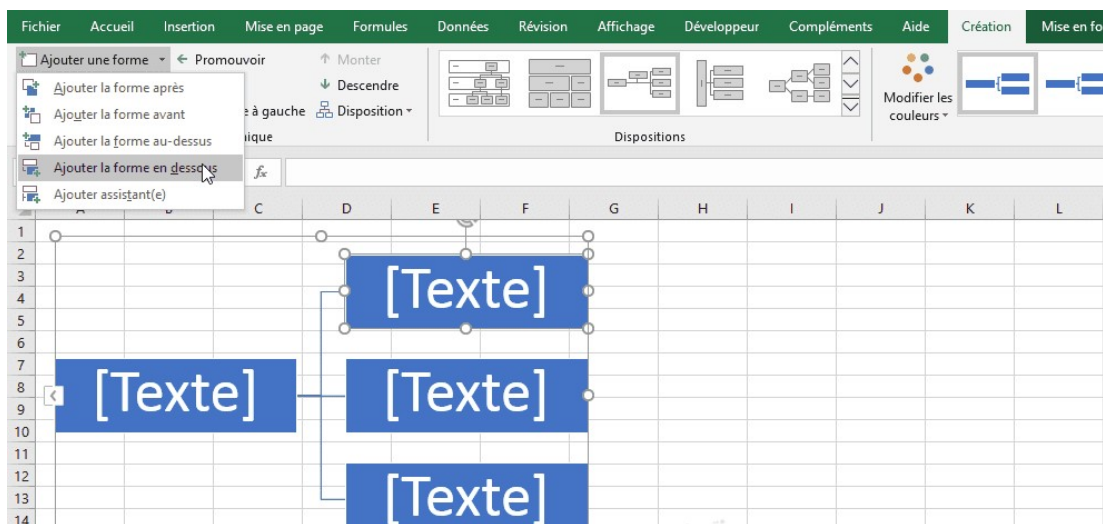 Fichier Accueil Insertion Mise en page Formules Données Révision Affichage Développeur Compléments Aide Création Mise en fo
Ajouter une forme Promouvoir Monter
Ajouter la forme après Descendre
Ajouter la forme avant e à gauche Disposition Modifier les couleurs
Ajouter la forme au-dessus ique Dispositions
Ajouter la forme en dessous fx
Ajouter assistant(e)
C D E F G H I J K L
1
2
3 [Texte]
4
5
6
7
8 [Texte] [Texte]
9
10
11
12
13 [Texte]
14